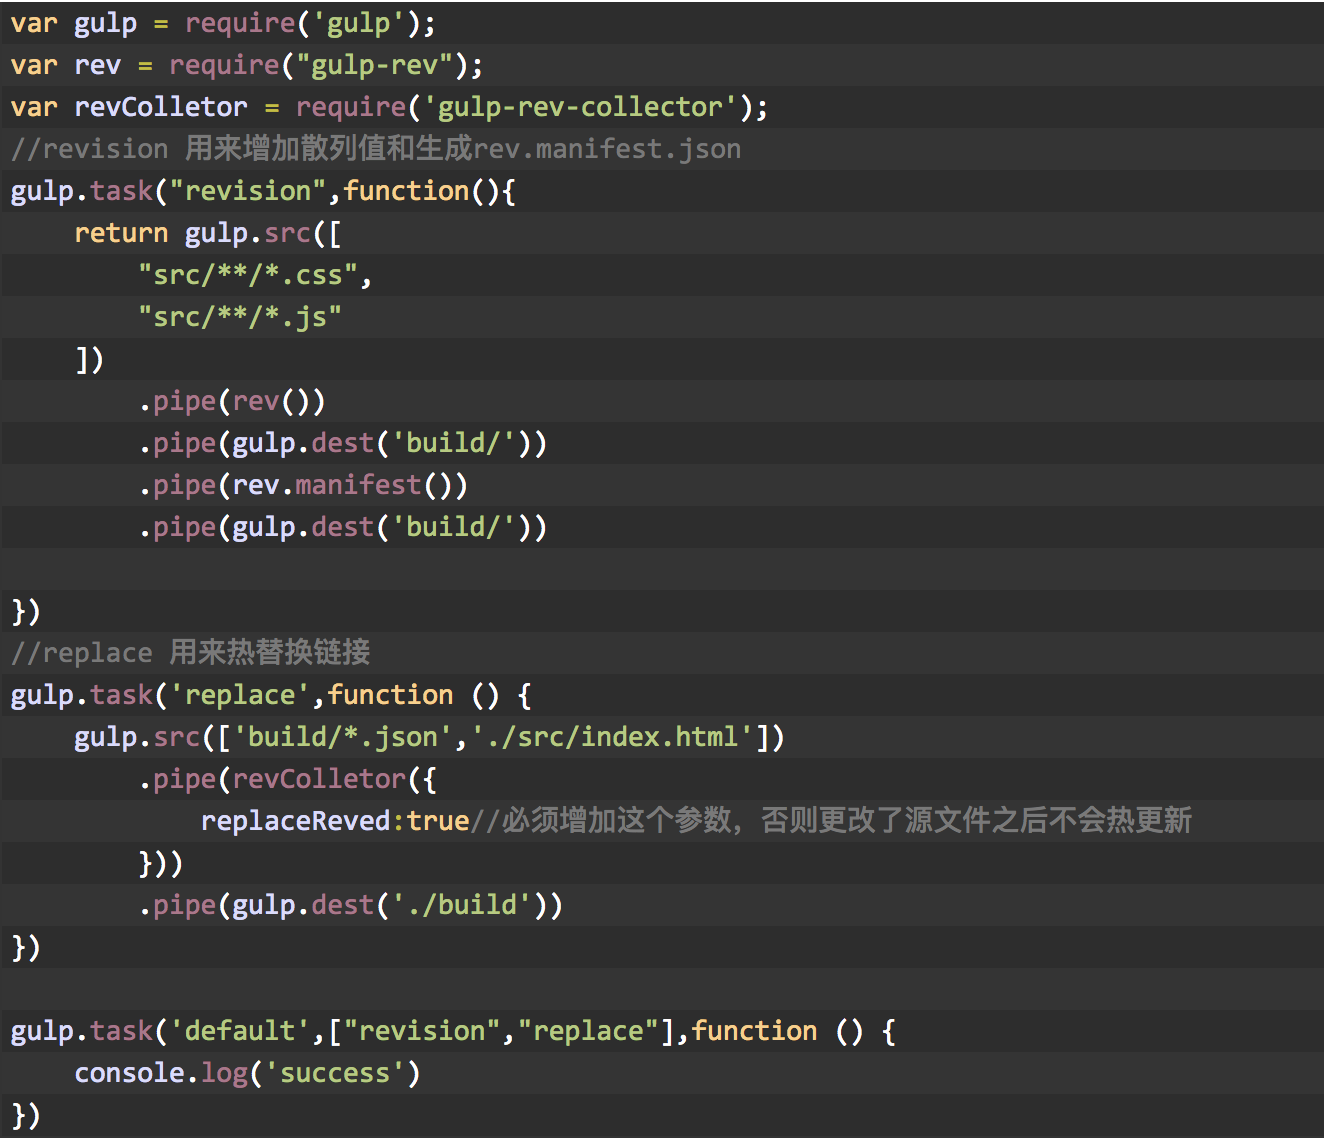 var gulp = require('gulp');
var rev = require("gulp-rev");
var revColletor = require('gulp-rev-collector');
//revision 用来增加散列值和生成rev.manifest.json
gulp.task("revision",function(){
    return gulp.src([
        "src/**/*.css",
        "src/**/*.js"
    ])
        .pipe(rev())
        .pipe(gulp.dest('build/'))
        .pipe(rev.manifest())
        .pipe(gulp.dest('build/'))

})
//replace 用来热替换链接
gulp.task('replace',function () {
    gulp.src(['build/*.json','./src/index.html'])
        .pipe(revColletor({
            replaceReved:true//必须增加这个参数，否则更改了源文件之后不会热更新
        }))
        .pipe(gulp.dest('./build'))
})

gulp.task('default',["revision","replace"],function () {
    console.log('success')
})